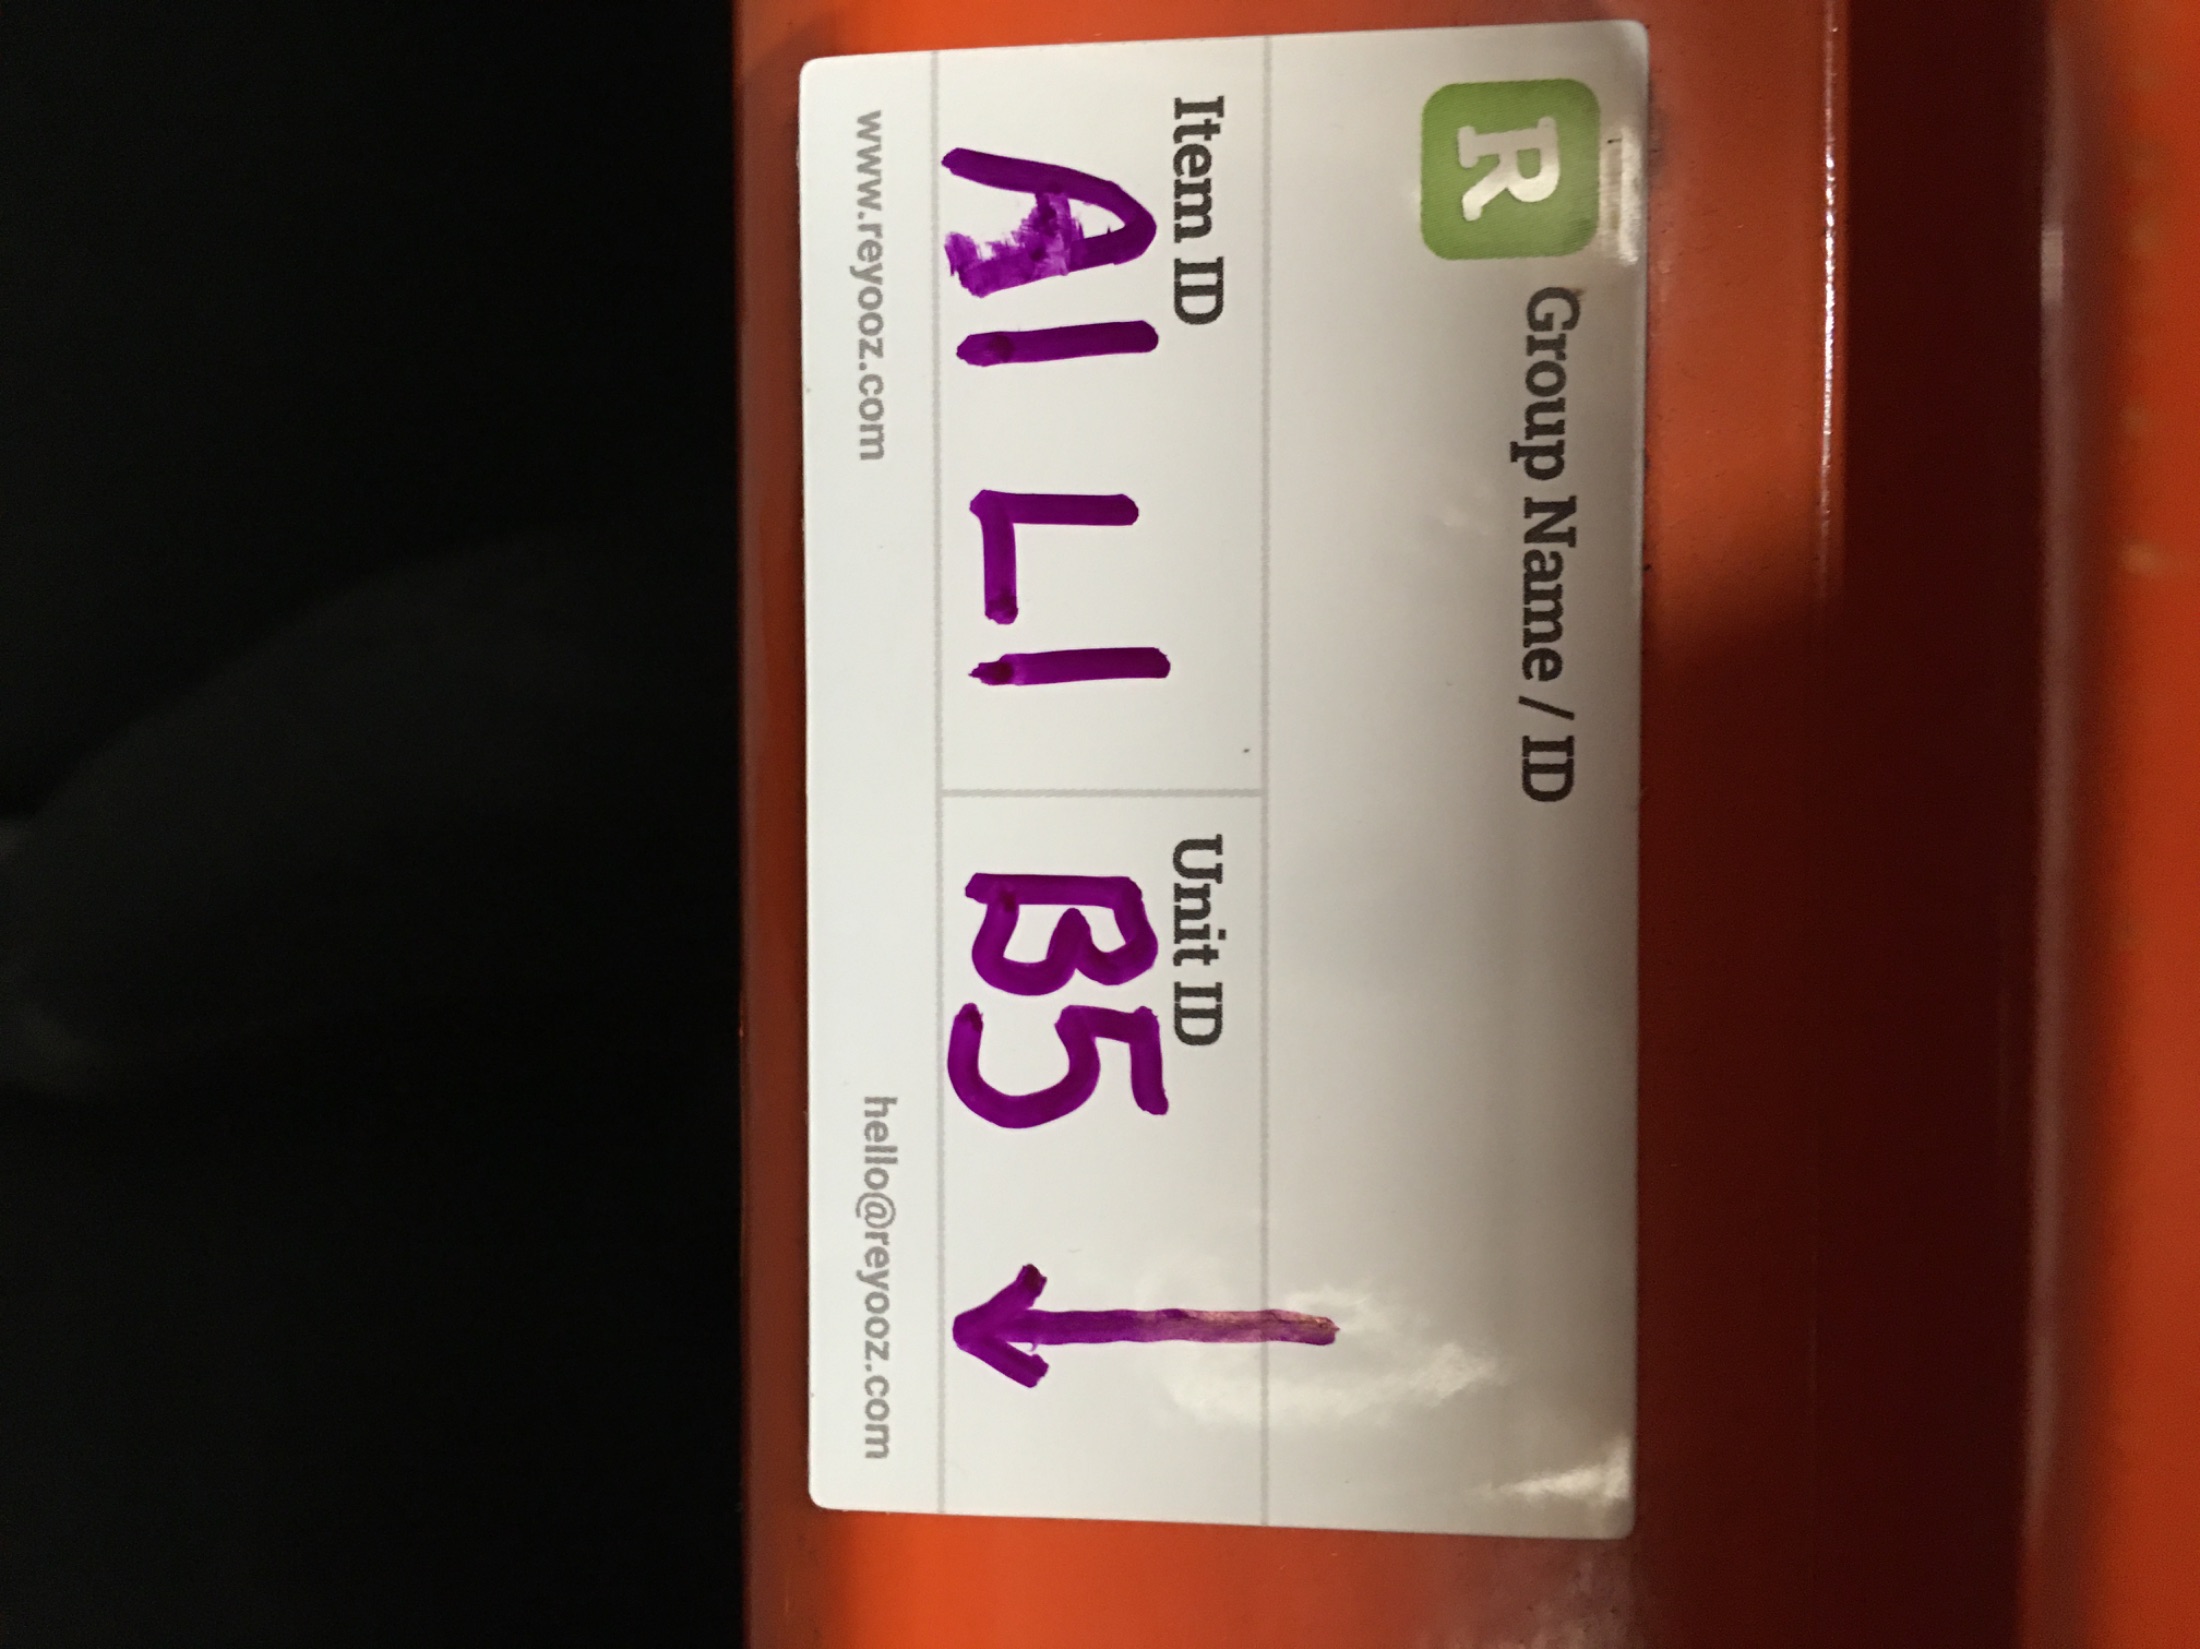 R Group Name / ID
Item ID Unit ID
A1 L1 B5 ↓
www.reyooz.com hello@reyooz.com